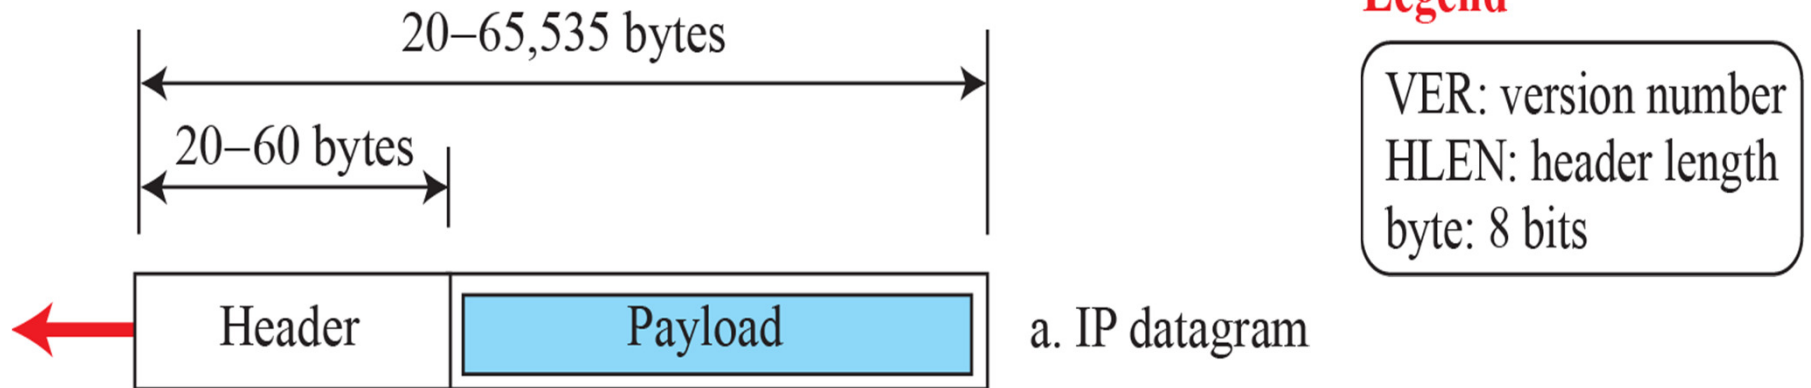 Legend
20–65,535 bytes
VER: version number
20–60 bytes
HLEN: header length
byte: 8 bits
Header
Payload
a. IP datagram